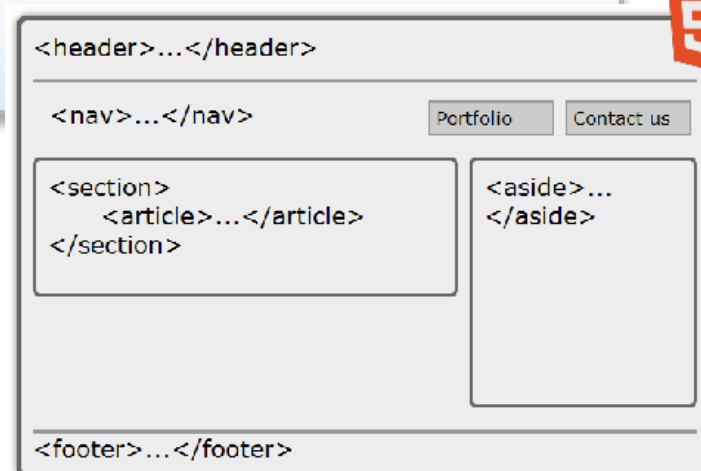 <header>...</header>
<nav>...</nav>
Portfolio
Contact us
<section>
<article>...</article>
</section>
<aside>...
</aside>
<footer>...</footer>